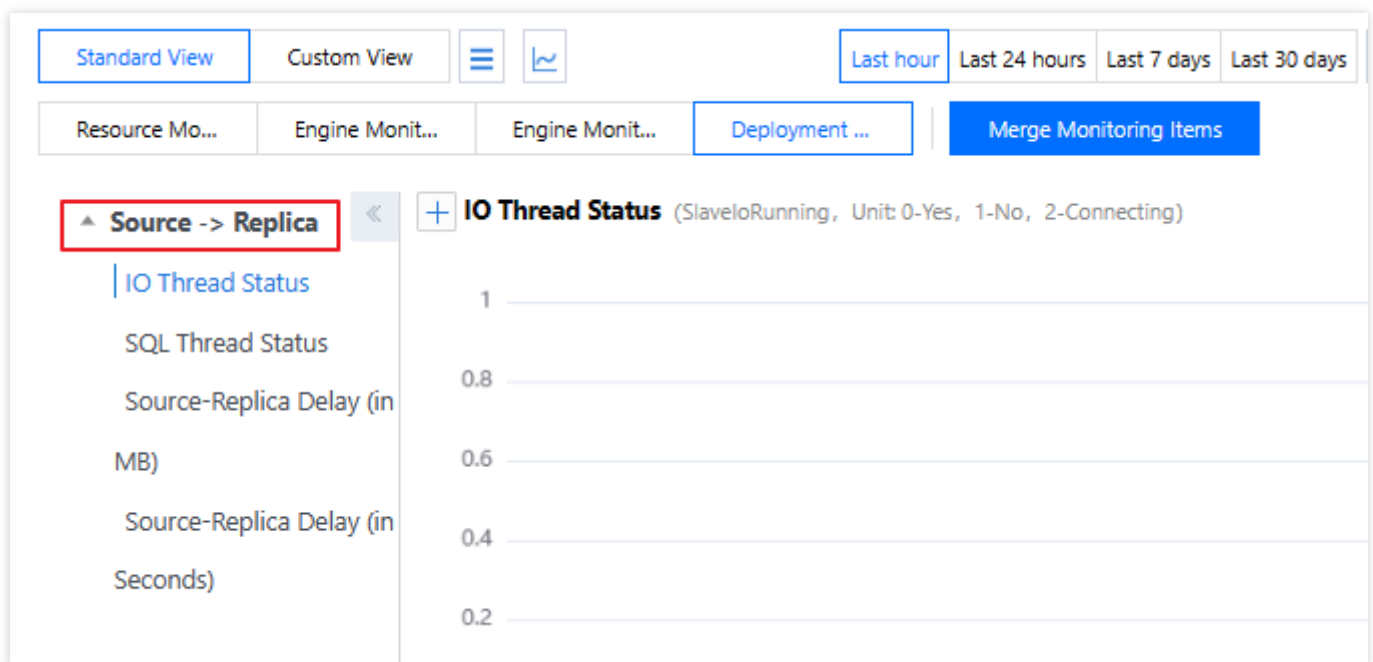 Standard View Custom View Last hour Last 24 hours Last 7 days Last 30 days
Resource Mo... Engine Monit... Engine Monit... Deployment ... Merge Monitoring Items
Source -> Replica
IO Thread Status
SQL Thread Status
Source-Replica Delay (in
MB)
Source-Replica Delay (in
Seconds)
IO Thread Status (SlaveIoRunning, Unit: 0-Yes, 1-No, 2-Connecting)
1
0.8
0.6
0.4
0.2